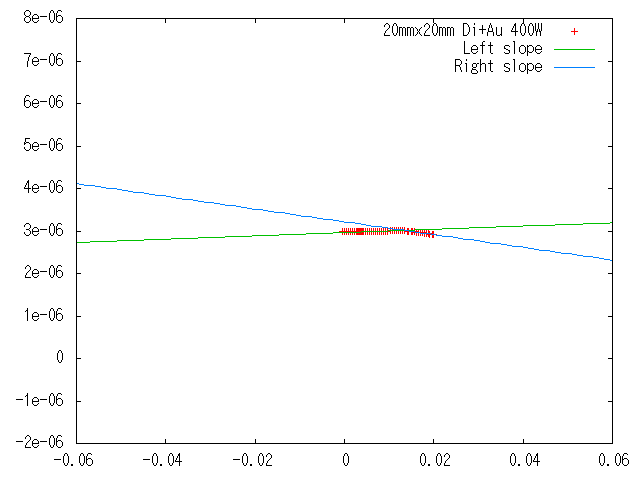 8e-06
7e-06
6e-06
5e-06
4e-06
3e-06
2e-06
1e-06
0
-1e-06
-2e-06
-0.06
-0.04
-0.02
0
0.02
0.04
0.06
20mmx20mm Di+Au 400W
Left slope
Right slope